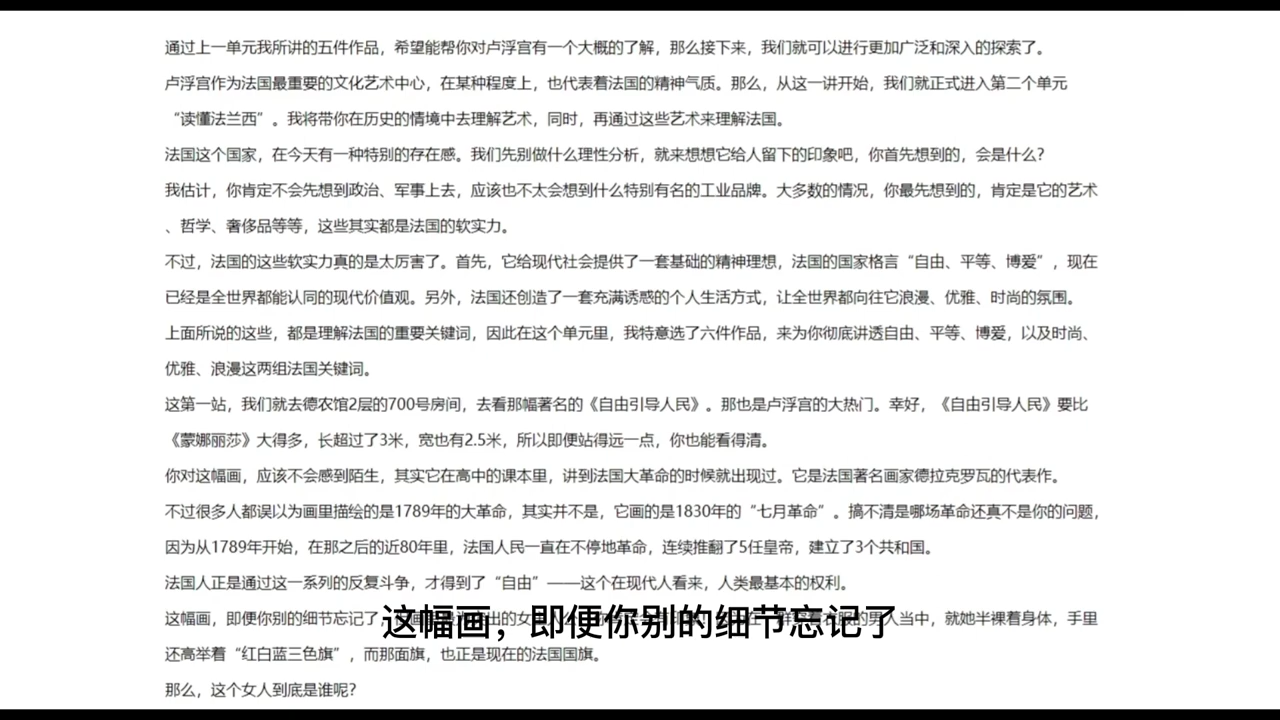 通过上一单元我所讲的五件作品，希望能帮你对卢浮宫有一个大概的了解，那么接下来，我们就可以进行更加广泛和深入的探索了。
卢浮宫作为法国最重要的文化艺术中心，在某种程度上，也代表着法国的精神气质。那么，从这一讲开始，我们就正式进入第二个单元
“读懂法兰西”。我将带你在历史的情境中去理解艺术，同时，再通过这些艺术来理解法国。
法国这个国家，在今天有一种特别的存在感。我们先别做什么理性分析，就来想想它给人留下的印象吧，你首先想到的，会是什么？
我估计，你肯定不会先想到政治、军事上去，应该也不太会想到什么特别有名的工业品牌。大多数的情况，你最先想到的，肯定是它的艺术
、哲学、奢侈品等等，这些其实都是法国的软实力。
不过，法国的这些软实力真的是太厉害了。首先，它给现代社会提供了一套基础的精神理想，法国的国家格言“自由、平等、博爱”，现在
已经是全世界都能认同的现代价值观。另外，法国还创造了一套充满诱惑的个人生活方式，让全世界都向往它浪漫、优雅、时尚的氛围。
上面所说的这些，都是理解法国的重要关键词，因此在这个单元里，我特意选了六件作品，来为你彻底讲透自由、平等、博爱，以及时尚、
优雅、浪漫这两组法国关键词。
这第一站，我们就去德农馆2层的700号房间，去看那幅著名的《自由引导人民》。那也是卢浮宫的大热门。幸好，《自由引导人民》要比
《蒙娜丽莎》大得多，长超过了3米，宽也有2.5米，所以即便站得远一点，你也能看得清。
你对这幅画，应该不会感到陌生，其实它在高中的课本里，讲到法国大革命的时候就出现过。它是法国著名画家德拉克罗瓦的代表作。
不过很多人都误以为画里描绘的是1789年的大革命，其实并不是，它画的是1830年的“七月革命”。搞不清是哪场革命还真不是你的问题，
因为从1789年开始，在那之后的近80年里，法国人民一直在不停地革命，连续推翻了5任皇帝，建立了3个共和国。
法国人正是通过这一系列的反复斗争，才得到了“自由”——这个在现代人看来，人类最基本的权利。
这幅画，即便你别的细节忘记了，出的女着衣服的男人当中，就她半裸着身体，手里
这幅画，即便你别的细节忘记了
还高举着“红白蓝三色旗”，而那面旗，也正是现在的法国国旗。
那么，这个女人到底是谁呢？